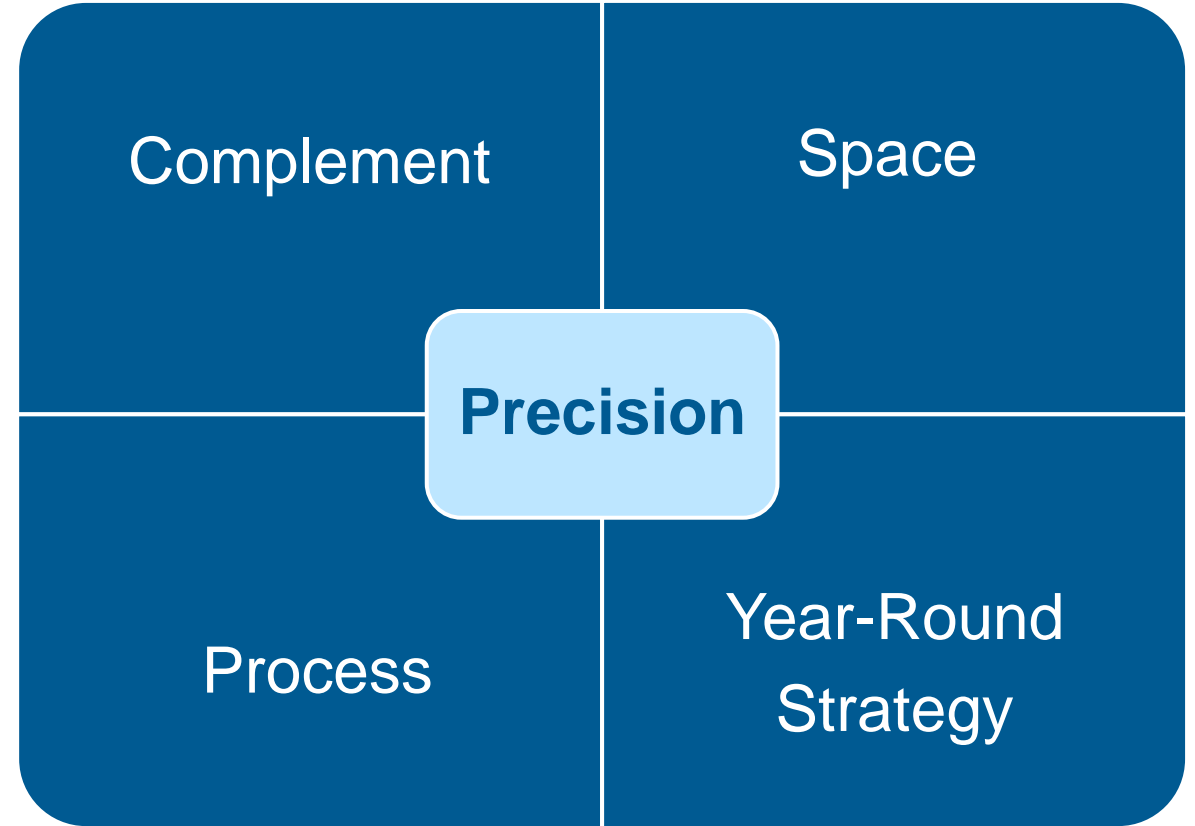 Complement
Space
Precision
Process
Year-Round
Strategy